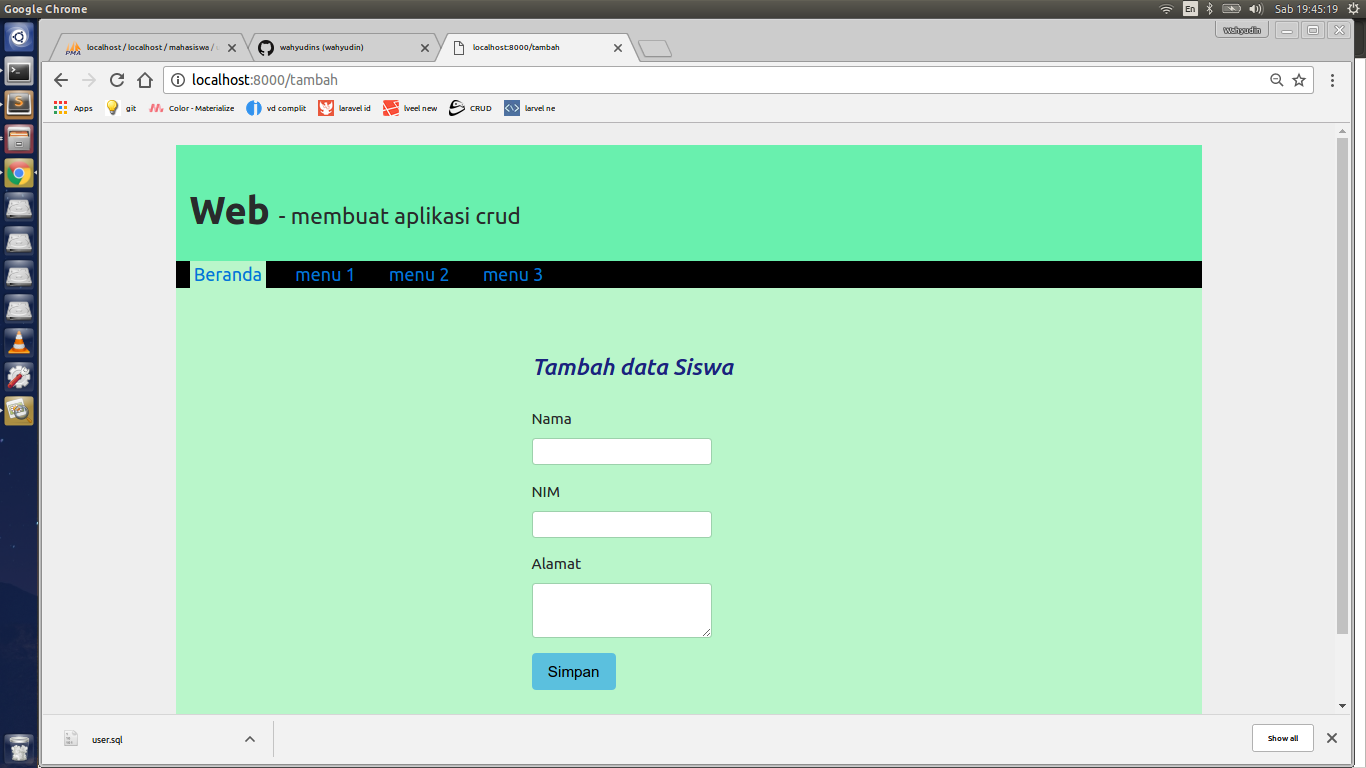 Google Chrome
En
Sab 19:45:19
Wahyudin
localhost / localhost / mahasiswa /
wahyudins (wahyudin)
localhost:8000/tambah
localhost:8000/tambah
Apps
git
Color - Materialize
vd complit
laravel id
lveel new
CRUD
larvel ne
Web - membuat aplikasi crud
Beranda
menu 1
menu 2
menu 3
Tambah data Siswa
Nama
NIM
Alamat
Simpan
user.sql
Show all